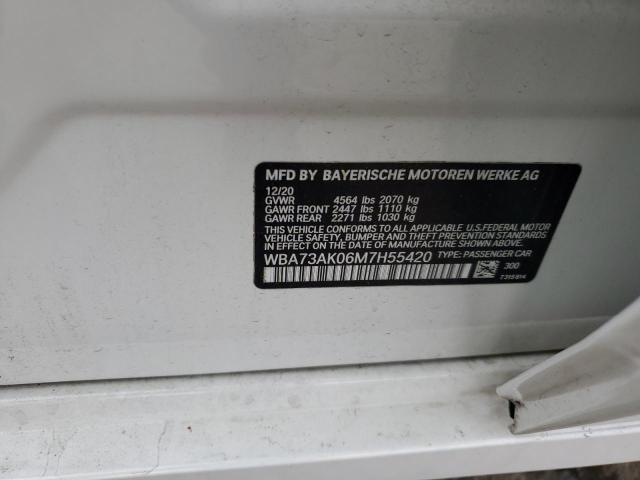 MFD BY BAYERISCHE MOTOREN WERKE AG
12/20
GVWR 4564 lbs 2070 kg
GAWR FRONT 2447 lbs 1110 kg
GAWR REAR 2271 lbs 1030 kg
THIS VEHICLE CONFORMS TO ALL APPLICABLE U.S.FEDERAL MOTOR
VEHICLE SAFETY, BUMPER AND THEFT PREVENTION STANDARDS
IN EFFECT ON THE DATE OF MANUFACTURE SHOWN ABOVE.
WBA73AK06M7H55420 TYPE: PASSENGER CAR
300
7315814